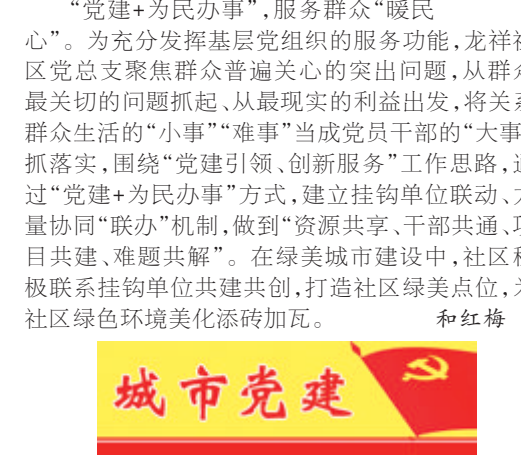 “党建+为民办事”，服务群众“暖民
心”。为充分发挥基层党组织的服务功能，龙祥社
区党总支聚焦群众普遍关心的突出问题，从群众
最关切的问题抓起、从最现实的利益出发，将关系
群众生活的“小事”“难事”当成党员干部的“大事
抓落实，围绕“党建引领、创新服务”工作思路，通
过“党建+为民办事”方式，建立挂钩单位联动、力
量协同“联办”机制，做到“资源共享、干部共通、项
目共建、难题共解”。在绿美城市建设中，社区积
极联系挂钩单位共建共创，打造社区绿美点位，为
社区绿色环境美化添砖加瓦。 和红梅
城市党建